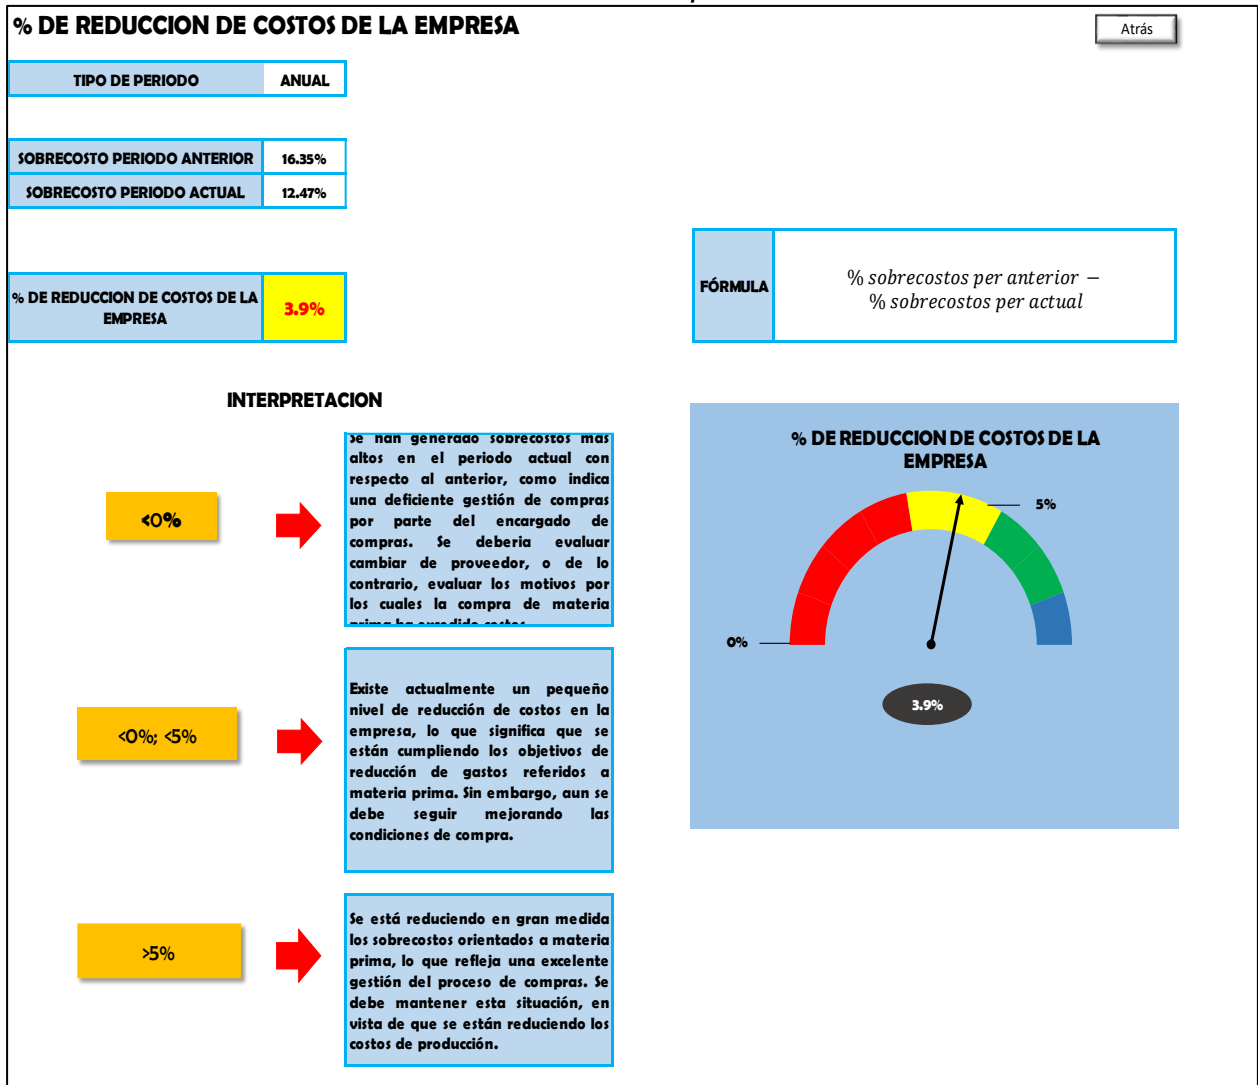 % DE REDUCCION DE COSTOS DE LA EMPRESA
Atrás
TIPO DE PERIODO ANUAL
SOBRECOSTO PERIODO ANTERIOR 16.35%
SOBRECOSTO PERIODO ACTUAL 12.47%
FÓRMULA
% sobrecostos per anterior −
% sobrecostos per actual
% DE REDUCCION DE COSTOS DE LA
EMPRESA
3.9%
INTERPRETACION
<0%
Se han generado sobrecostos mas
altos en el periodo actual con
respecto al anterior, como indica
una deficiente gestión de compras
por parte del encargado de
compras. Se deberia evaluar
cambiar de proveedor, o de lo
contrario, evaluar los motivos por
los cuales la compra de materia
prima ha excedido costos
<0%; <5%
Existe actualmente un pequeño
nivel de reducción de costos en la
empresa, lo que significa que se
están cumpliendo los objetivos de
reducción de gastos referidos a
materia prima. Sin embargo, aun se
debe seguir mejorando las
condiciones de compra.
>5%
Se está reduciendo en gran medida
los sobrecostos orientados a materia
prima, lo que refleja una excelente
gestión del proceso de compras. Se
debe mantener esta situación, en
vista de que se están reduciendo los
costos de producción.
% DE REDUCCION DE COSTOS DE LA
EMPRESA
5%
0%
3.9%